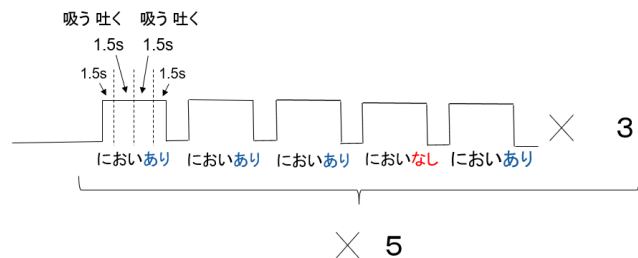 吸う 吐く 吸う 吐く
1.5s 1.5s
1.5s 1.5s
においあり においあり においあり においなし においあり × 3
× 5